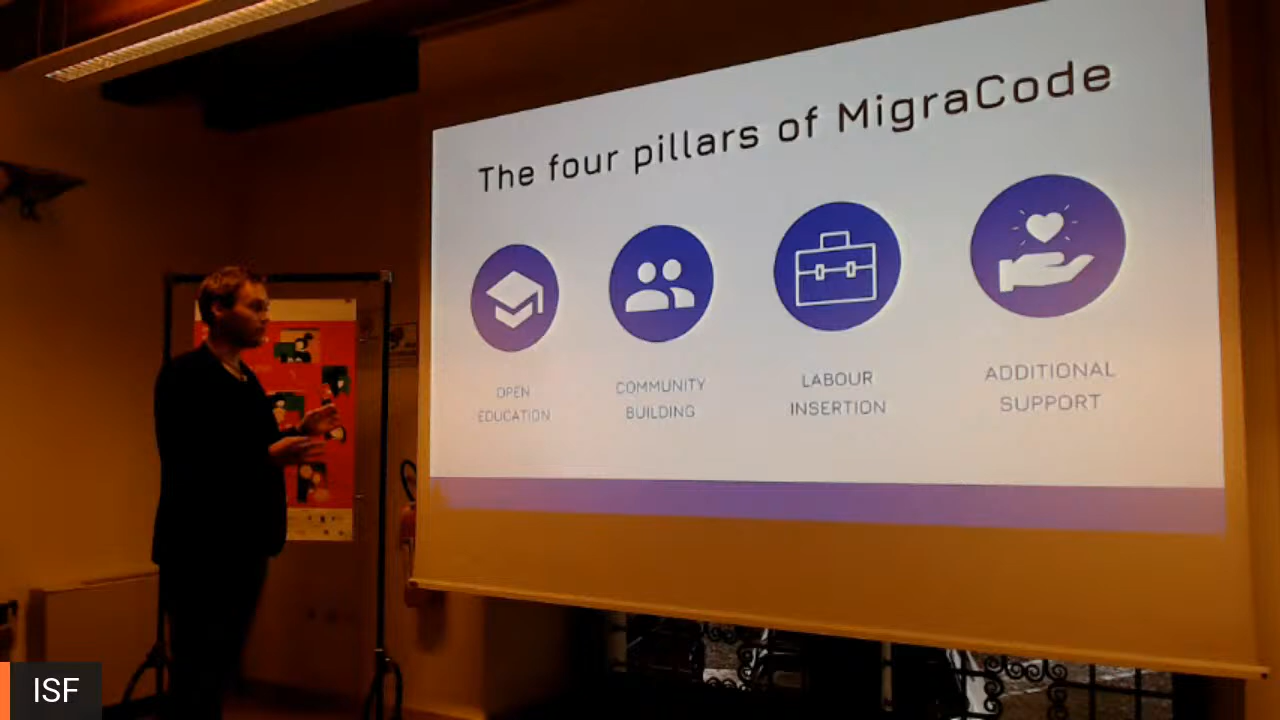 The four pillars of MigraCode
OPEN
EDUCATION
COMMUNITY
BUILDING
LABOUR
INSERTION
ADDITIONAL
SUPPORT
ISF